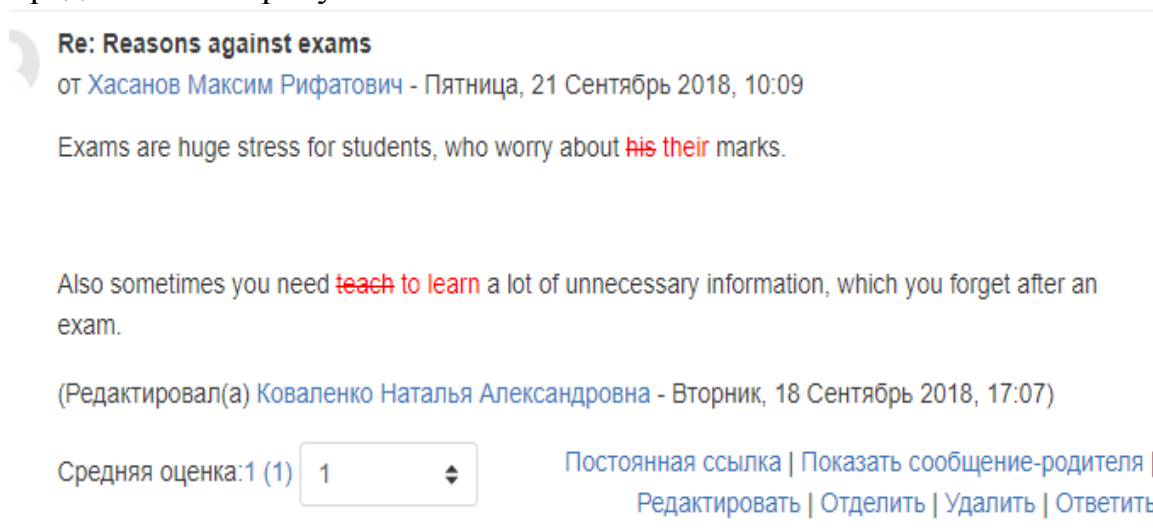 Re: Reasons against exams
от Хасанов Максим Рифатович - Пятница, 21 Сентябрь 2018, 10:09
Exams are huge stress for students, who worry about his their marks.
Also sometimes you need teach to learn a lot of unnecessary information, which you forget after an
exam.
(Редактировал(а) Коваленко Наталья Александровна - Вторник, 18 Сентябрь 2018, 17:07)
Средняя оценка:1 (1) 1
Постоянная ссылка | Показать сообщение-родителя |
Редактировать | Отделить | Удалить | Ответить